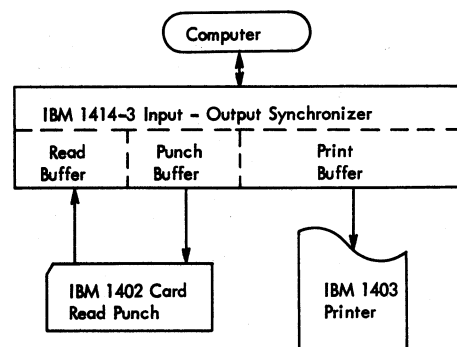 Computer
IBM 1414-3 Input - Output Synchronizer
Read Buffer
Punch Buffer
Print Buffer
IBM 1402 Card
Read Punch
IBM 1403
Printer